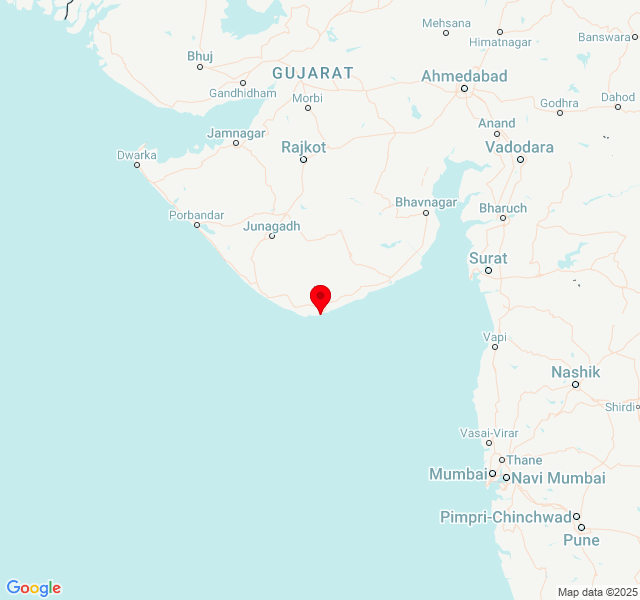 Mehsana
Himatnagar
Banswara
Bhuj
GUJARAT
Ahmedabad
Gandhidham
Morbi
Godhra
Dahod
Jamnagar
Anand
Rajkot
Vadodara
Dwarka
Porbandar
Junagadh
Bhavnagar
Bharuch
Surat
Vapi
Nashik
Shirdi
Vasai-Virar
Thane
Mumbai
Navi Mumbai
Pimpri-Chinchwad
Pune
Google
Map data ©2025